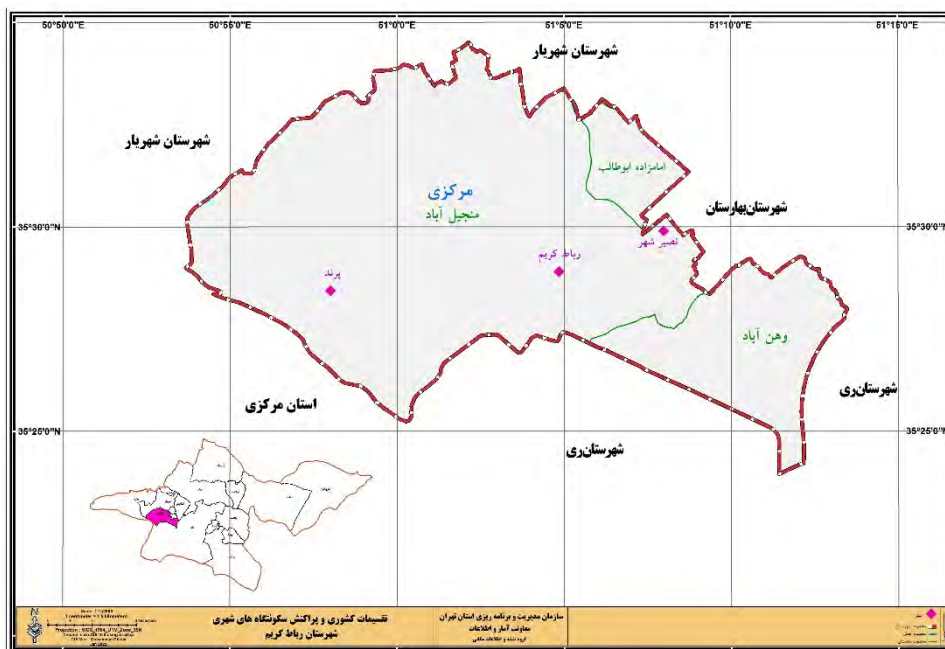 50°50'0"E
50°55'0"E
51°0'0"E
51°5'0"E
51°10'0"E
51°15'0"E
شهرستان شهریار
شهرستان شهریار
امامزاده ابوطالب
مرکزی
منجیل آباد
شهرستان بهارستان
35°30'0"N
35°30'0"N
نصیر شهر
رباط کریم
پرند
وهن آباد
شهرستان ری
استان مرکزی
35°25'0"N
35°25'0"N
شهرستان ری
سازمان مدیریت و برنامه ریزی استان تهران
معاونت آمار و اطلاعات
تقسیمات کشوری و پراکنش سکونتگاه های شهری
شهرستان رباط کریم